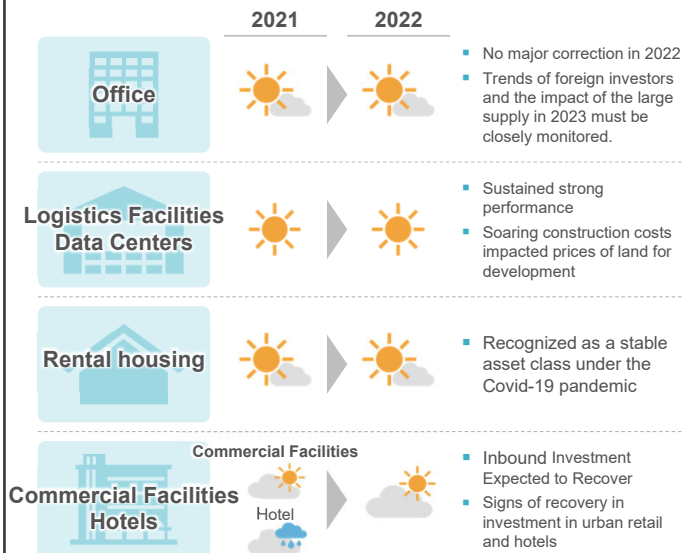 2021
2022
Office
▪ No major correction in 2022
▪ Trends of foreign investors
and the impact of the large
supply in 2023 must be
closely monitored.
Logistics Facilities
Data Centers
▪ Sustained strong
performance
▪ Soaring construction costs
impacted prices of land for
development
Rental housing
▪ Recognized as a stable
asset class under the
Covid-19 pandemic
Commercial Facilities
Hotels
Commercial Facilities
Hotel
▪ Inbound Investment
Expected to Recover
▪ Signs of recovery in
investment in urban retail
and hotels